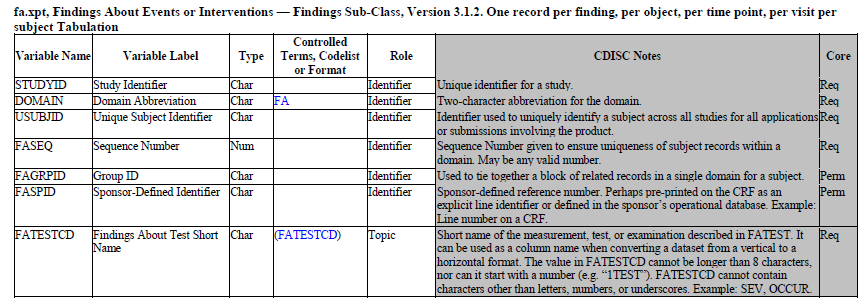 fa.xpt, Findings About Events or Interventions — Findings Sub-Class, Version 3.1.2. One record per finding, per object, per time point, per visit per
subject Tabulation
Variable Name Variable Label Type Controlled Terms, Codelist or Format Role CDISC Notes Core
STUDYID Study Identifier Char Identifier Unique identifier for a study. Req
DOMAIN Domain Abbreviation Char FA Identifier Two-character abbreviation for the domain. Req
USUBJID Unique Subject Identifier Char Identifier Identifier used to uniquely identify a subject across all studies for all applications Req
or submissions involving the product.
FASEQ Sequence Number Num Identifier Sequence Number given to ensure uniqueness of subject records within a Req
domain. May be any valid number.
FAGRPID Group ID Char Identifier Used to tie together a block of related records in a single domain for a subject. Perm
FASPID Sponsor-Defined Identifier Char Identifier Sponsor-defined reference number. Perhaps pre-printed on the CRF as an Perm
explicit line identifier or defined in the sponsor's operational database. Example:
Line number on a CRF.
FATESTCD Findings About Test Short Char (FATESTCD) Topic Short name of the measurement, test, or examination described in FATEST. It Req
Name can be used as a column name when converting a dataset from a vertical to a
horizontal format. The value in FATESTCD cannot be longer than 8 characters,
nor can it start with a number (e.g. “1TEST”). FATESTCD cannot contain
characters other than letters, numbers, or underscores. Example: SEV, OCCUR.